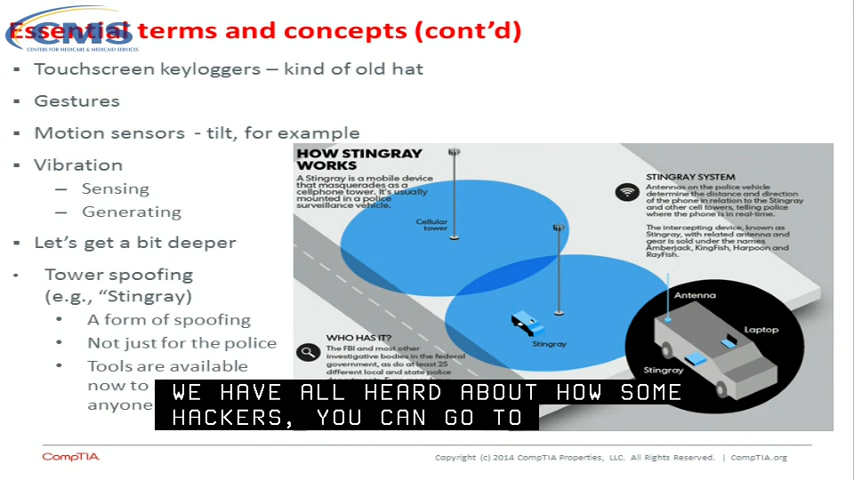 Essential terms and concepts (cont'd)
CMS
CENTERS FOR MEDICARE & MEDICAID SERVICES
▪ Touchscreen keyloggers – kind of old hat
▪ Gestures
▪ Motion sensors - tilt, for example
▪ Vibration
– Sensing
– Generating
▪ Let's get a bit deeper
• Tower spoofing
(e.g., "Stingray)
• A form of spoofing
• Not just for the police
• Tools are available
now to
anyone
HOW STINGRAY
WORKS
A Stingray is a mobile device
that masquerades as a
cellphone tower. It's usually
mounted in a police
surveillance vehicle.
Cellular
tower
Stingray
WHO HAS IT?
The FBI and most other
investigative bodies in the federal
government, as do at least 25
different local and state police
STINGRAY SYSTEM
Antennas on the police vehicle
determine the distance and direction
of the phone in relation to the Stingray
and other cell towers, telling police
where the phone is in real-time.
The intercepting device, known as
Stingray, with related antenna and
gear is sold under the names
Amberjack, KingFish, Harpoon and
RayFish.
Antenna
Laptop
Stingray
WE HAVE ALL HEARD ABOUT HOW SOME
HACKERS, YOU CAN GO TO
CompTIA.
Copyright (c) 2014 CompTIA Properties, LLC. All Rights Reserved. | CompTIA.org